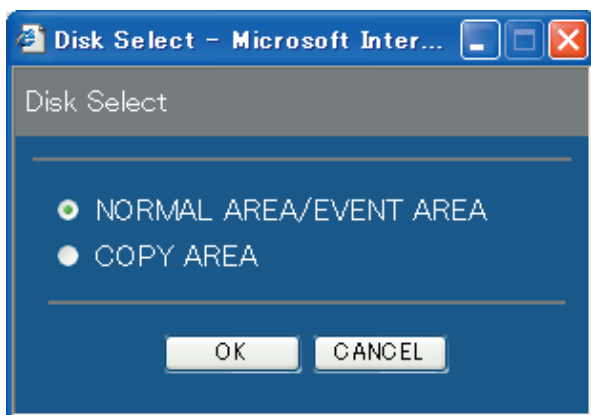 Disk Select - Microsoft Inter...
Disk Select
NORMAL AREA/EVENT AREA
COPY AREA
OK CANCEL